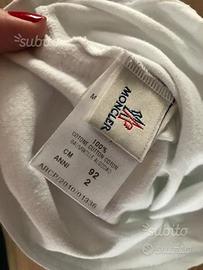 subito
M
MONCLER
100%
COTONE COTTON COTON
CM 92
ANNI 2
subito